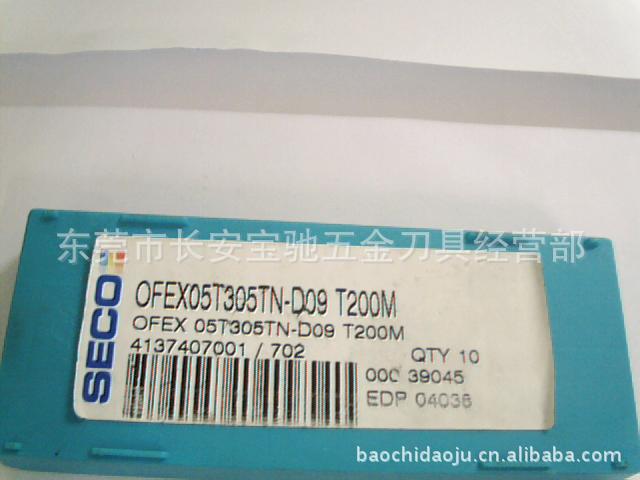 东莞市长安宝驰五金刀具经营部
SECO
OFEX05T305TN-D09 T200M
OFEX 05T305TN-D09 T200M
4137407001 / 702
QTY 10
000 39045
EDP 04036
baochidaoju.cn.alibaba.com